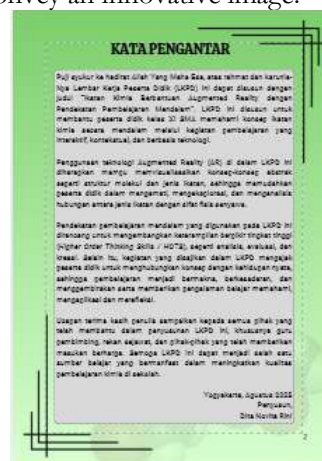 onvey an innovative image.
KATA PENGANTAR
Puji syukur ke hadirat Allah Yang Maha Esa, atas rahmat dan karunia-
Nya Lembar Kerja Peserta Didik (LKPD) ini dapat disusun dengan
judul "Ikatan Kimia Berbantuan Augmented Reality dengan
Pendekatan Pembelajaran Mendalam". LKPD ini disusun untuk
membantu peserta didik kelas XI SMA memahami konsep ikatan
kimia secara mendalam melalui kegiatan pembelajaran yang
interaktif, kontekstual, dan berbasis teknologi.
Penggunaan teknologi Augmented Reality (AR) di dalam LKPD ini
diharapkan mampu memvisualisasikan konsep-konsep abstrak
seperti struktur molekul dan jenis ikatan, sehingga memudahkan
peserta didik dalam mengamati, mengeksplorasi, dan menganalisis
hubungan antara jenis ikatan dengan sifat fisis senyawa.
Pendekatan pembelajaran mendalam yang digunakan pada LKPD ini
dirancang untuk mengembangkan keterampilan berpikir tingkat tinggi
(Higher Order Thinking Skills / HOTS), seperti analisis, evaluasi, dan
kreasi. Selain itu, kegiatan yang disajikan dalam LKPD mengajak
peserta didik untuk menghubungkan konsep dengan kehidupan nyata,
sehingga pembelajaran menjadi bermakna, berkesadaran, dan
menggembirakan serta memberikan pengalaman belajar memahami,
mengaplikasi dan merefleksi.
Ucapan terima kasih penulis sampaikan kepada semua pihak yang
telah membantu dalam penyusunan LKPD ini, khususnya guru
pembimbing, rekan sejawat, dan pihak-pihak yang telah memberikan
masukan berharga. Semoga LKPD ini dapat menjadi salah satu
sumber belajar yang bermanfaat dalam meningkatkan kualitas
pembelajaran kimia di sekolah.
Yogyakarta, Agustus 2025
Penyusun,
Dita Novita Rini
2